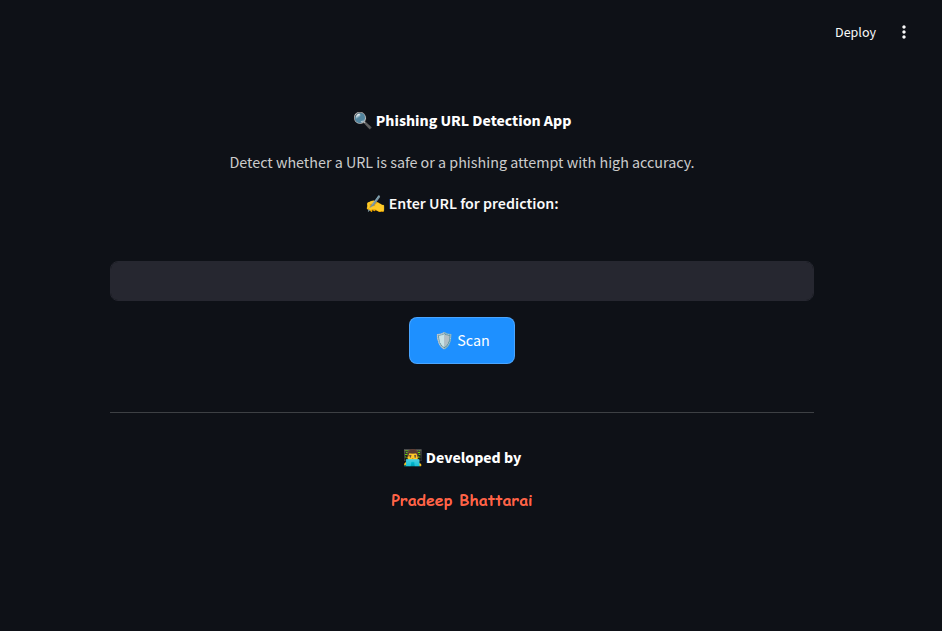 Deploy
🔍 Phishing URL Detection App
Detect whether a URL is safe or a phishing attempt with high accuracy.
✍️ Enter URL for prediction:
🛡️ Scan
👨‍💻 Developed by
Pradeep Bhattarai